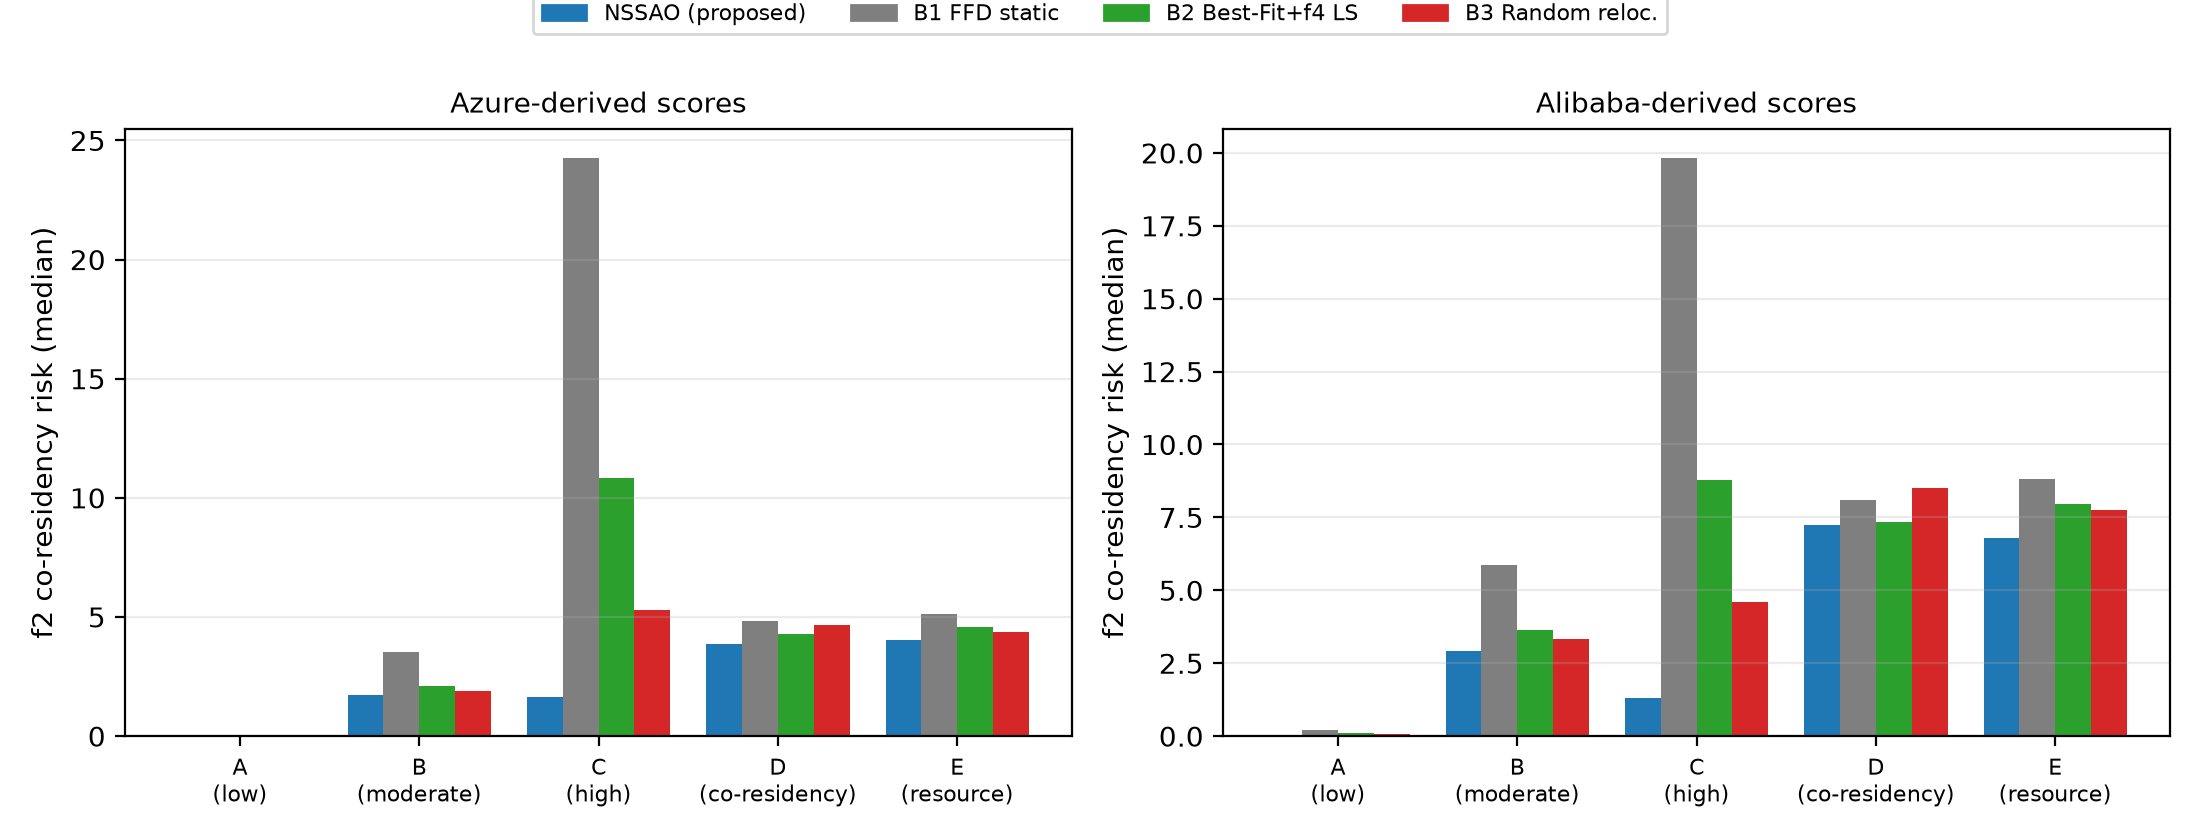 NSSAO (proposed) B1 FFD static B2 Best-Fit+f4 LS B3 Random reloc.
Azure-derived scores
f2 co-residency risk (median)
25
20
15
10
5
0
A
(low)
B
(moderate)
C
(high)
D
(co-residency)
E
(resource)
Alibaba-derived scores
f2 co-residency risk (median)
20.0
17.5
15.0
12.5
10.0
7.5
5.0
2.5
0.0
A
(low)
B
(moderate)
C
(high)
D
(co-residency)
E
(resource)